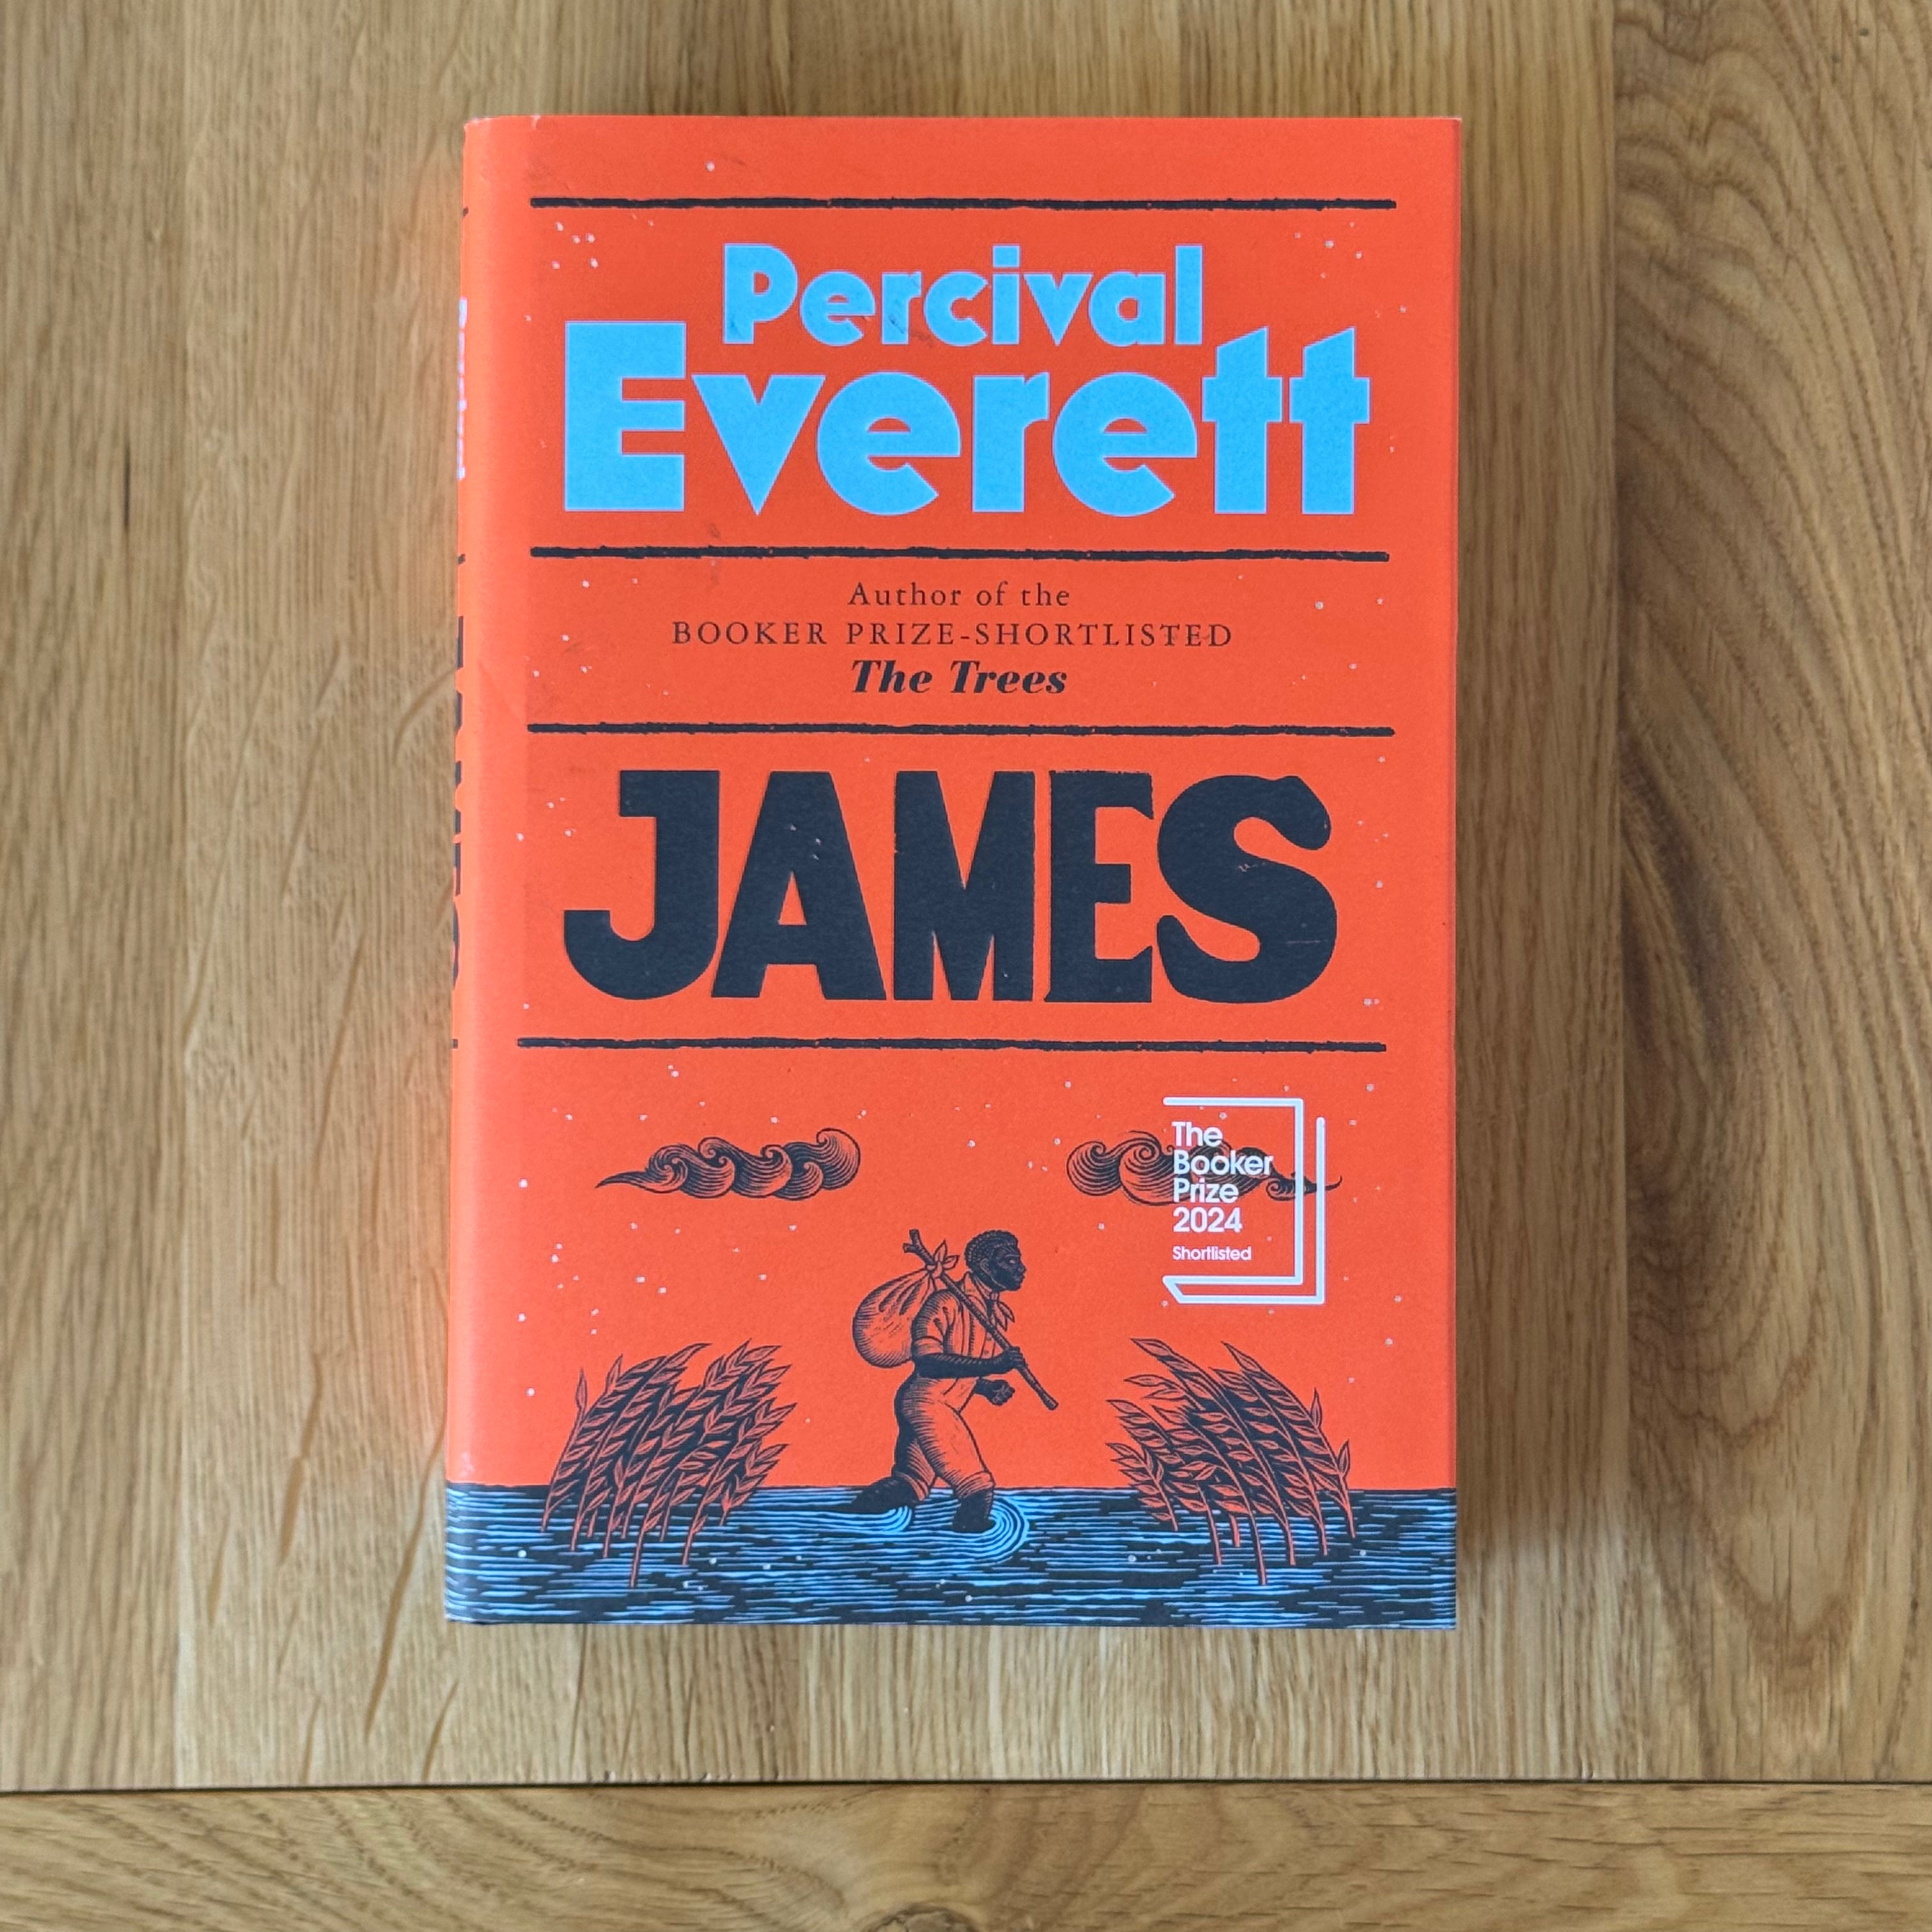 Percival
Everett
Author of the
BOOKER PRIZE-SHORTLISTED
The Trees
JAMES
The
Booker
Prize
2024
Shortlisted